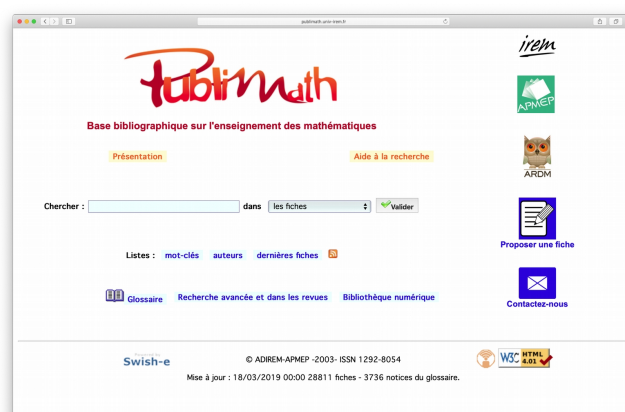 publimath.univ-irem.fr
irem
PubliMath
APMEP
Base bibliographique sur l'enseignement des mathématiques
Présentation
Aide à la recherche
ARDM
Chercher :
dans
les fiches
Valider
Proposer une fiche
Listes :
mot-clés
auteurs
dernières fiches
Glossaire
Recherche avancée et dans les revues
Bibliothèque numérique
Contactez-nous
Swish-e
© ADIREM-APMEP -2003- ISSN 1292-8054
W3C HTML 4.01
Mise à jour : 18/03/2019 00:00 28811 fiches - 3736 notices du glossaire.